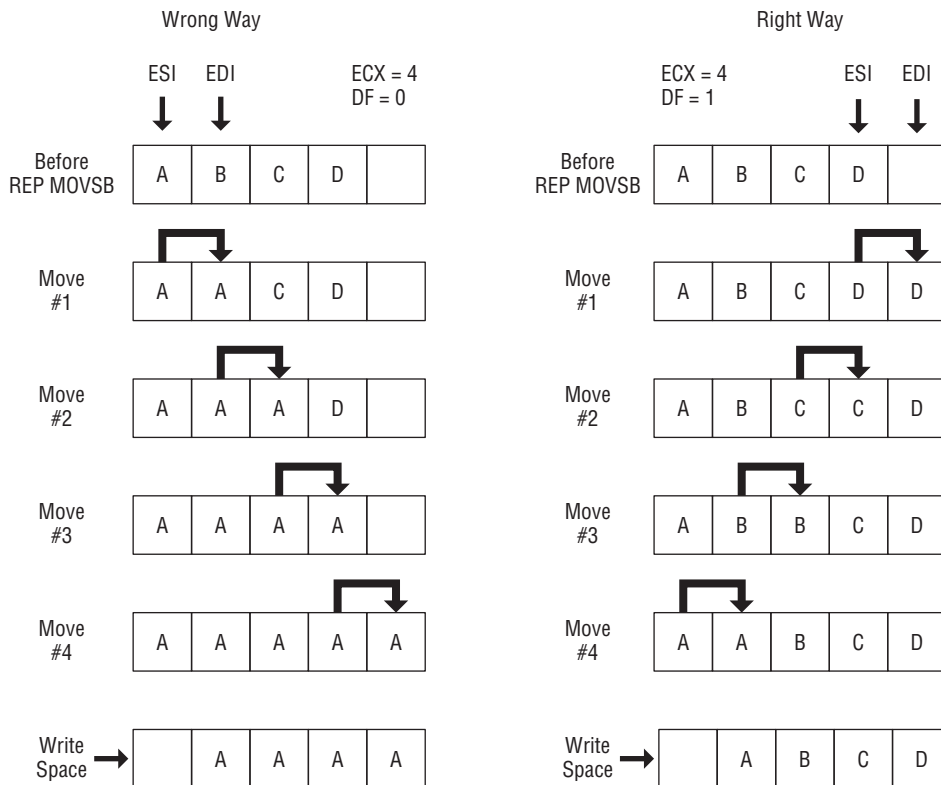 Wrong Way
ESI EDI ECX = 4
DF = 0
Before
REP MOVSB
A B C D
Move
#1
A A C D
Move
#2
A A A D
Move
#3
A A A A
Move
#4
A A A A A
Write
Space
A A A A
Right Way
ECX = 4
DF = 1
ESI EDI
Before
REP MOVSB
A B C D
Move
#1
A B C D D
Move
#2
A B C C D
Move
#3
A B B C D
Move
#4
A A B C D
Write
Space
A B C D